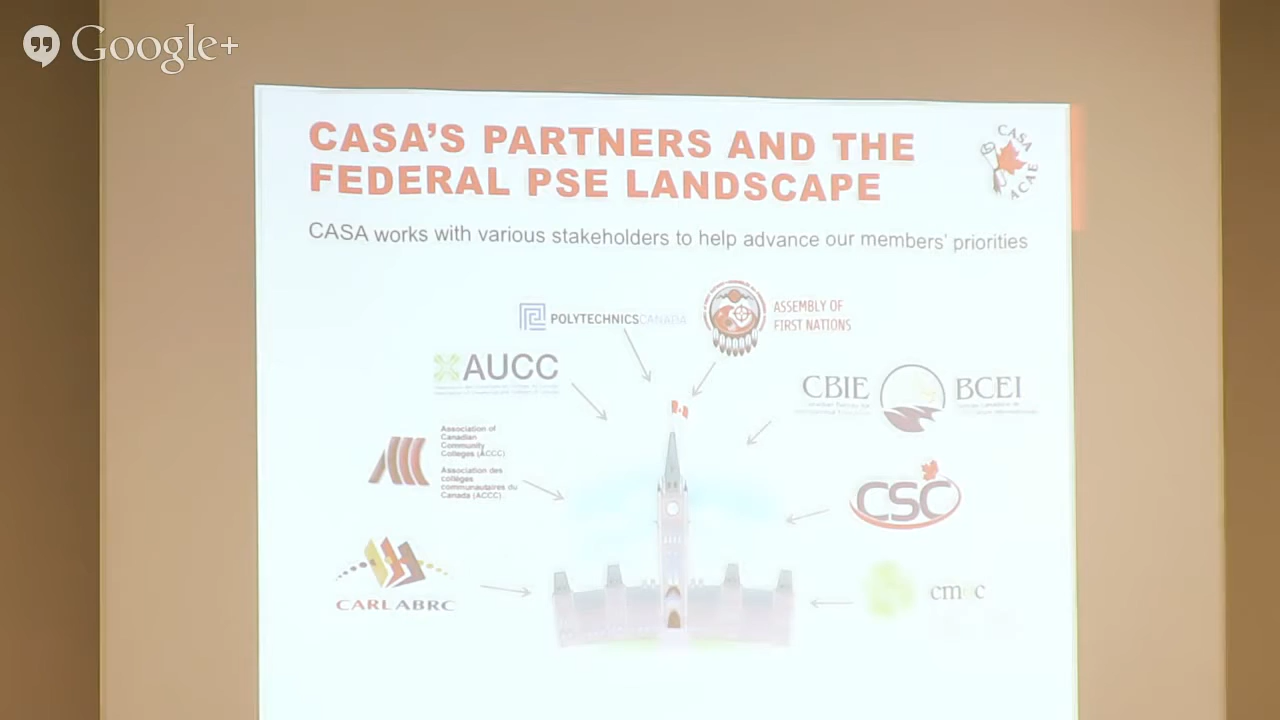 Google+
CASA'S PARTNERS AND THE
FEDERAL PSE LANDSCAPE
CASA
ACAE
CASA works with various stakeholders to help advance our members' priorities
POLYTECHNICSCANADA
ASSEMBLY OF
FIRST NATIONS
AUCC
CBIE
BCEI
Association of
Canadian
Community
Colleges (ACCC)
Association des
collèges
communautaires du
Canada (ACCC)
CSC
CARL ABRC